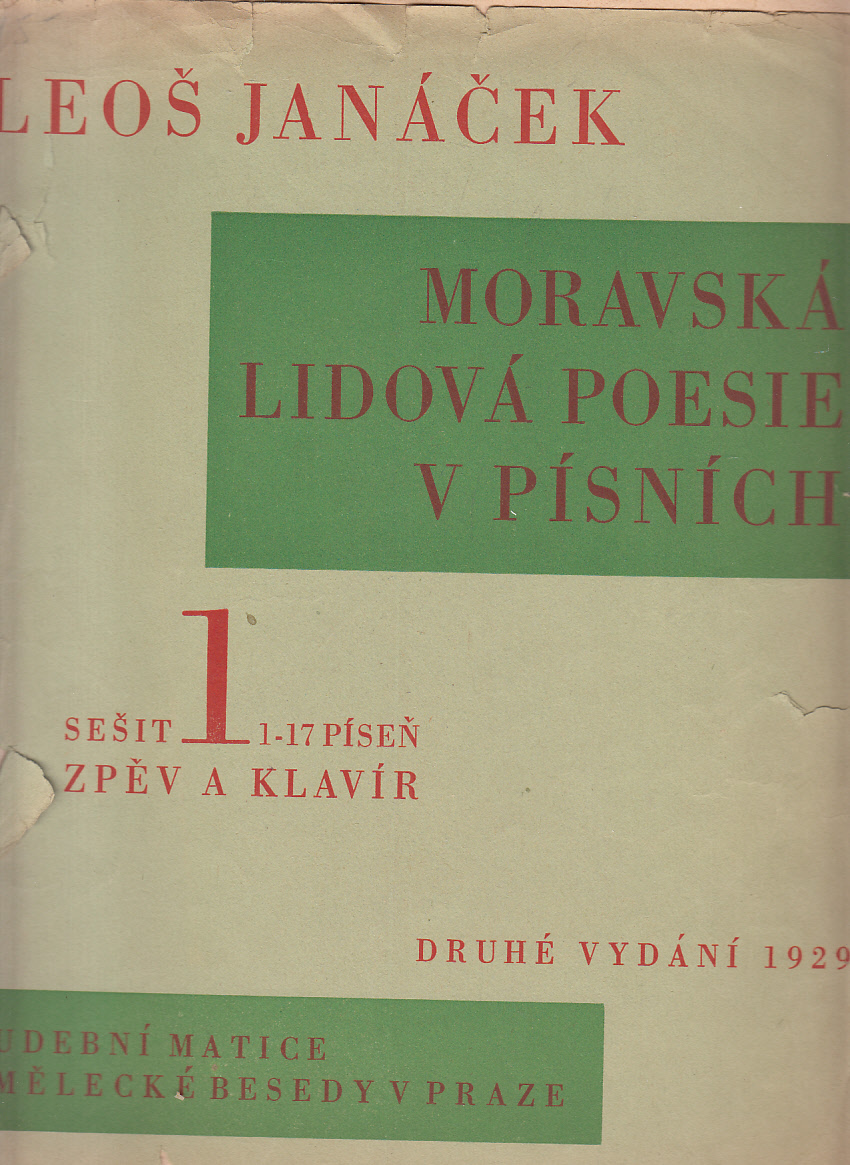 LEOŠ JANÁČEK
MORAVSKÁ
LIDOVÁ POESIE
V PÍSNÍCH
SEŠIT 1 1-17 PÍSEŇ
ZPĚV A KLAVÍR
DRUHÉ VYDÁNÍ 1929
UDEBNÍ MATICE
MĚLECKÉ BESEDY V PRAZE